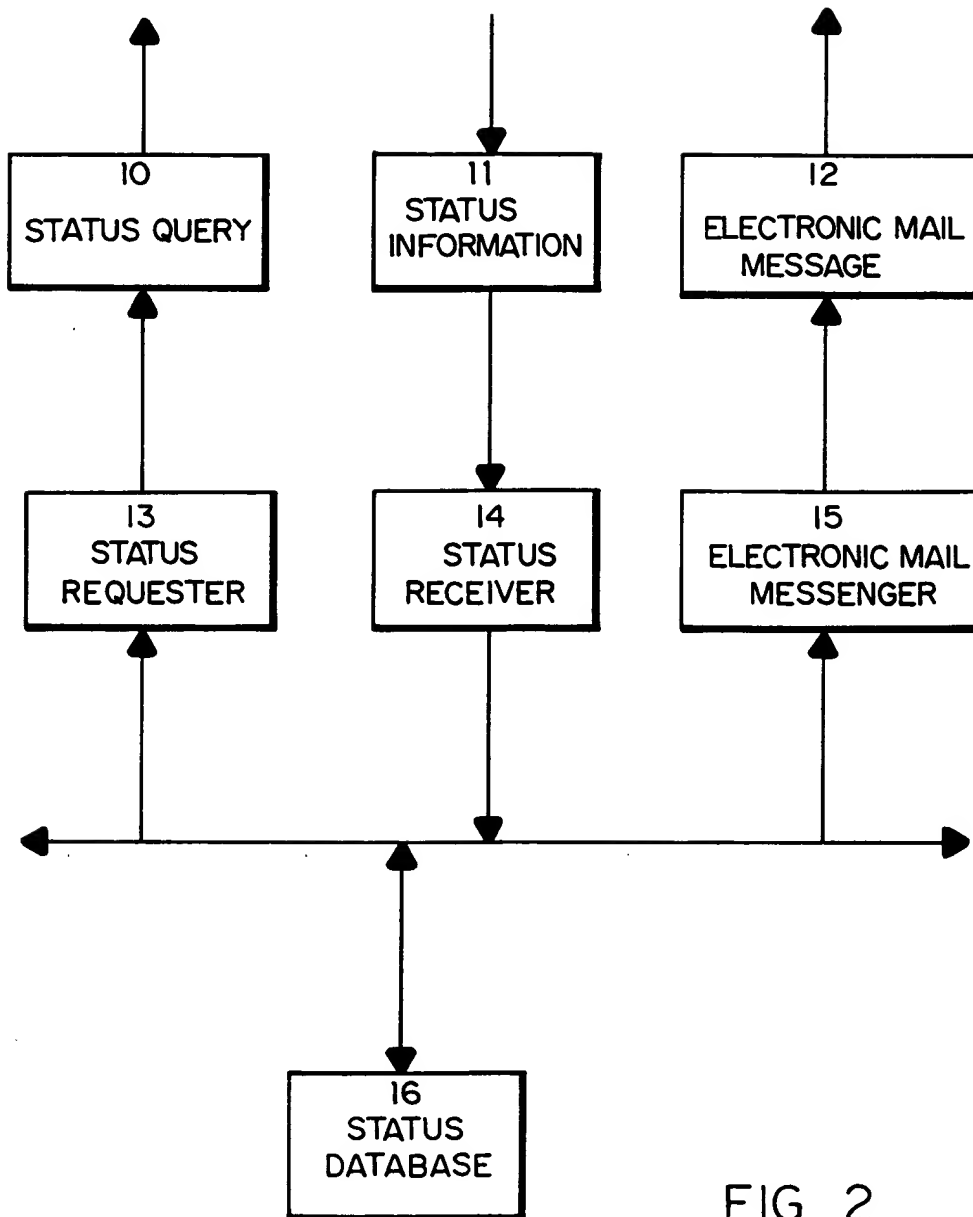 10
STATUS QUERY
11
STATUS
INFORMATION
12
ELECTRONIC MAIL
MESSAGE
13
STATUS
REQUESTER
14
STATUS
RECEIVER
15
ELECTRONIC MAIL
MESSENGER
16
STATUS
DATABASE
FIG. 2